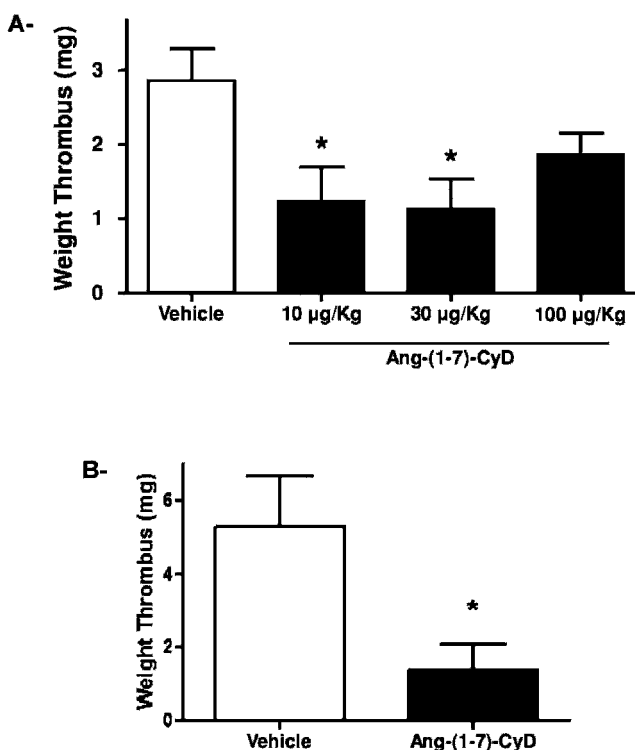 A-
Weight Thrombus (mg)
3
2
1
0
*
*
Vehicle
10 µg/Kg
30 µg/Kg
100 µg/Kg
Ang-(1-7)-CyD
B-
Weight Thrombus (mg)
6
4
2
0
*
Vehicle
Ang-(1-7)-CyD